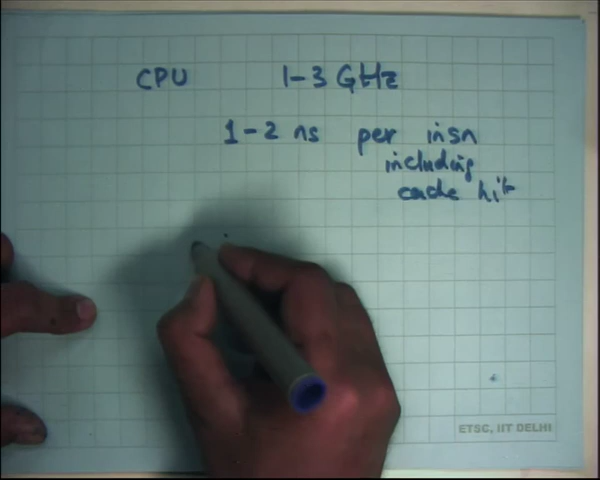 CPU 1-3 GHz
1-2 ns per insn
including
cache hit
ETSC, IIT DELHI